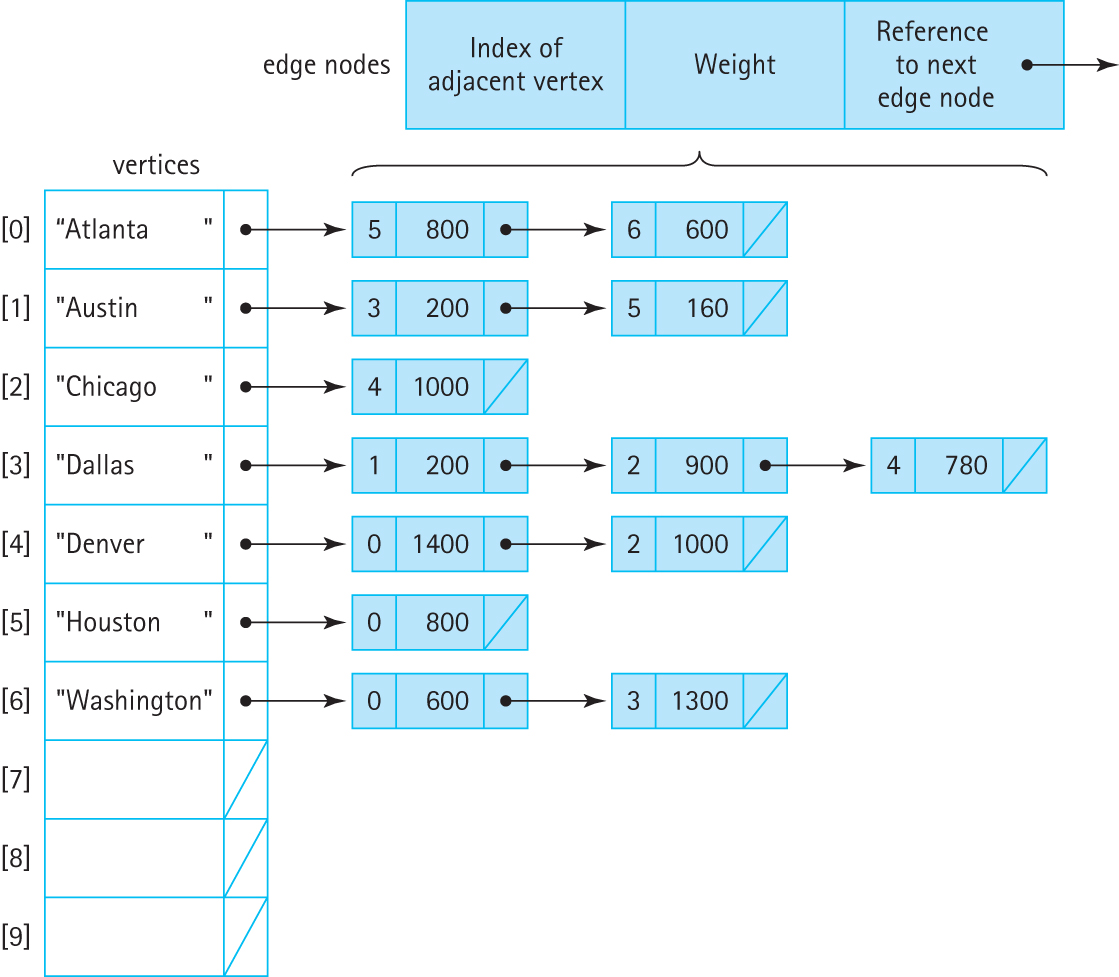 edge nodes
Index of
adjacent vertex
Weight
Reference
to next
edge node
vertices
[0] “Atlanta " 5 800 6 600
[1] "Austin " 3 200 5 160
[2] "Chicago " 4 1000
[3] "Dallas " 1 200 2 900 4 780
[4] "Denver " 0 1400 2 1000
[5] "Houston " 0 800
[6] "Washington" 0 600 3 1300
[7]
[8]
[9]